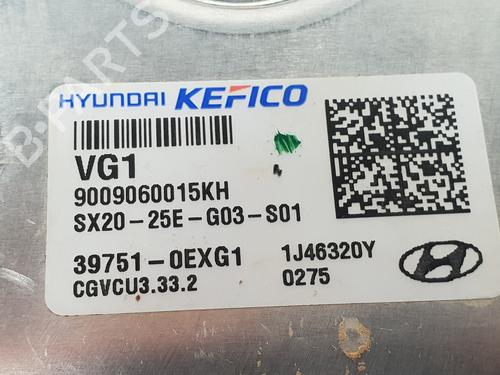 B-PARTS
HYUNDAI KEFICO
VG1
9009060015KH
SX20-25E-G03-S01
39751-0EXG1 1J46320Y
CGVCU3.33.2 0275